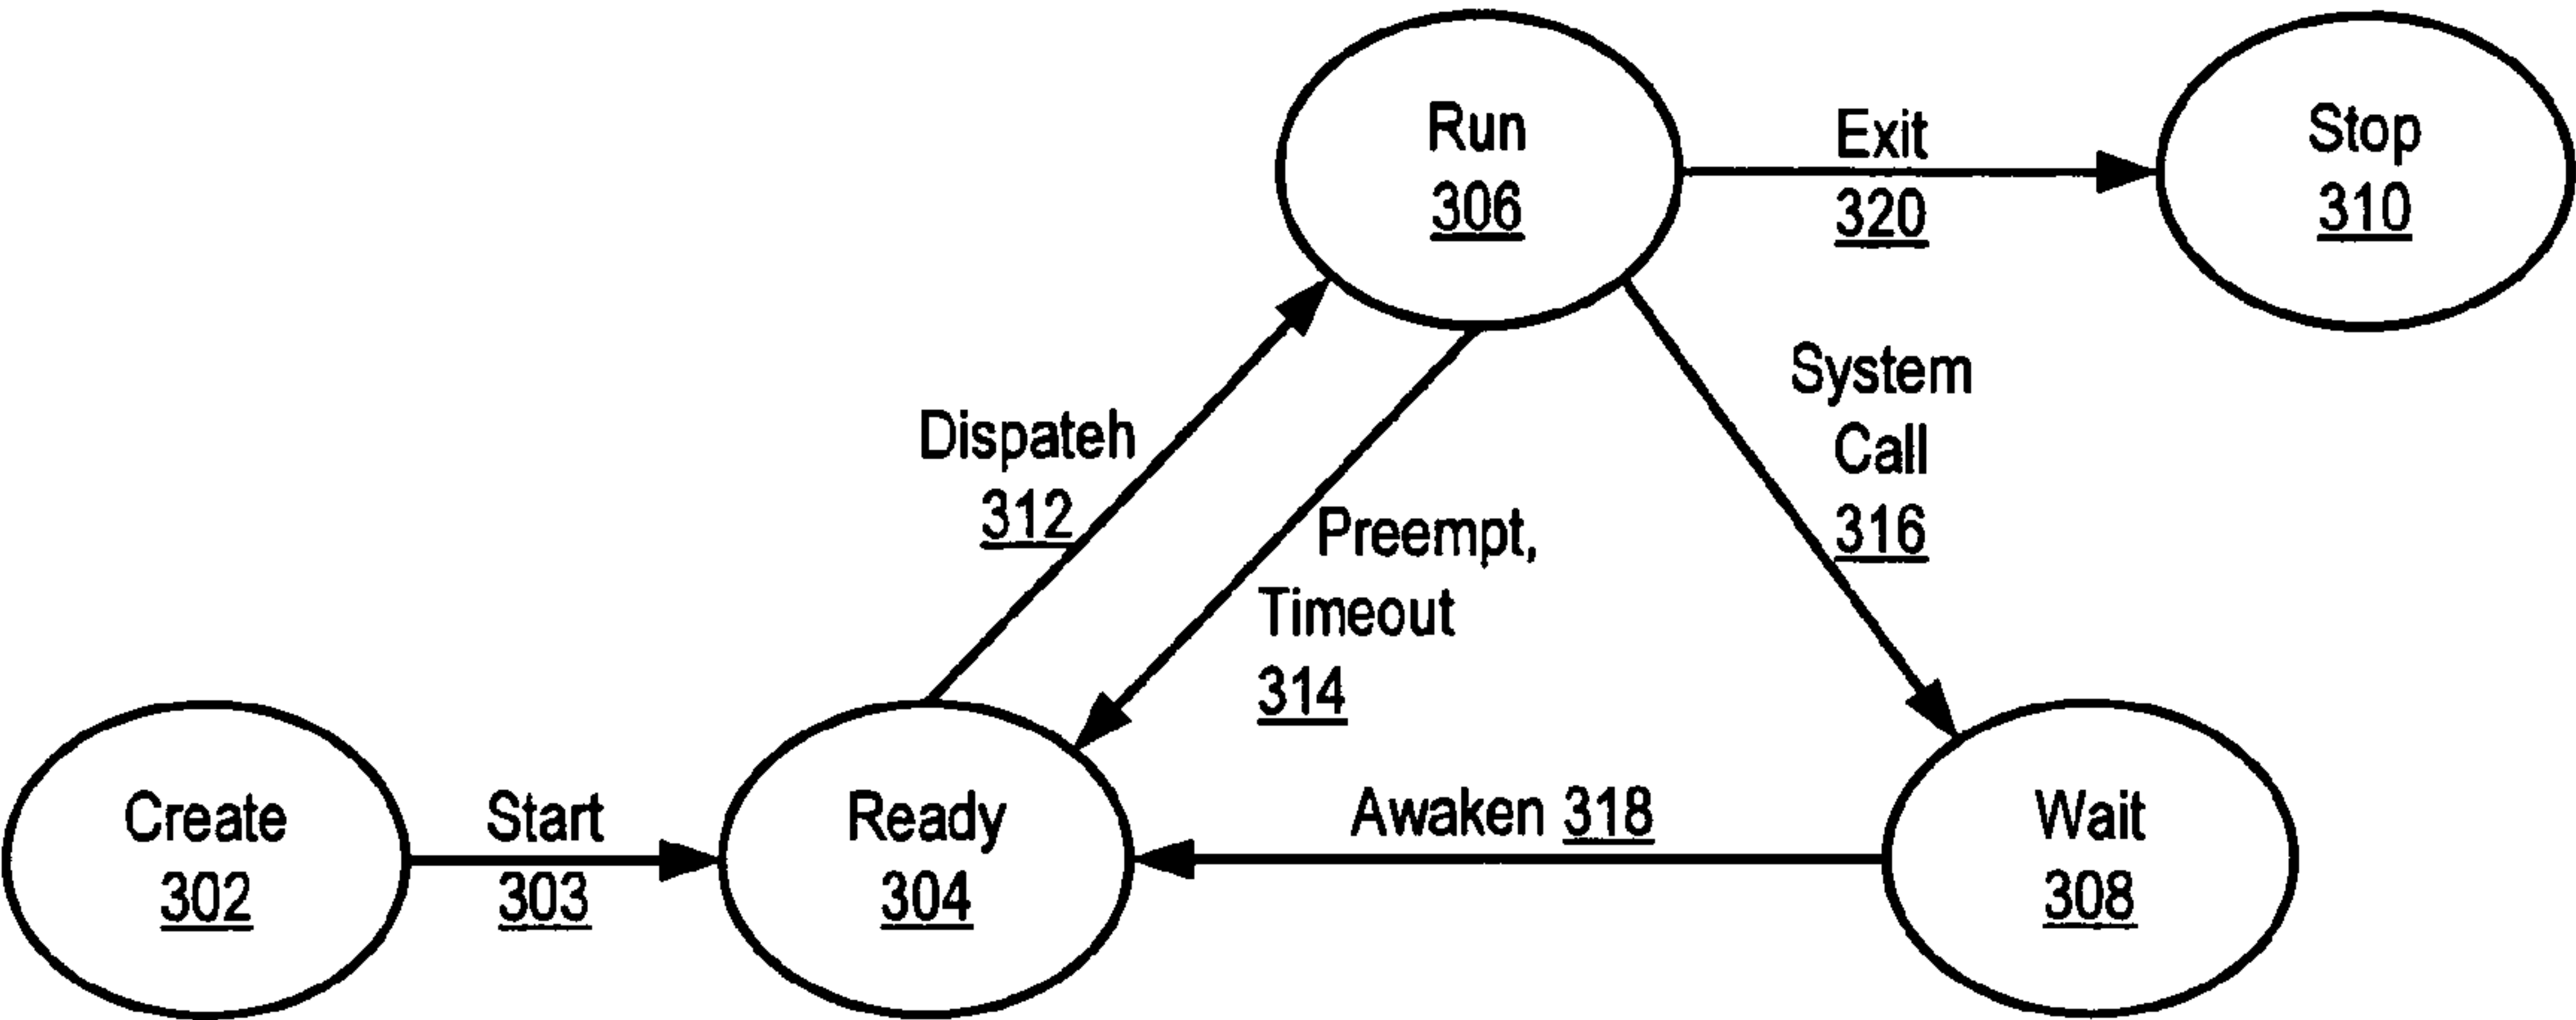 Run
306
Exit
320
Stop
310
Dispateh
312
Preempt,
Timeout
314
System
Call
316
Create
302
Start
303
Ready
304
Awaken 318
Wait
308